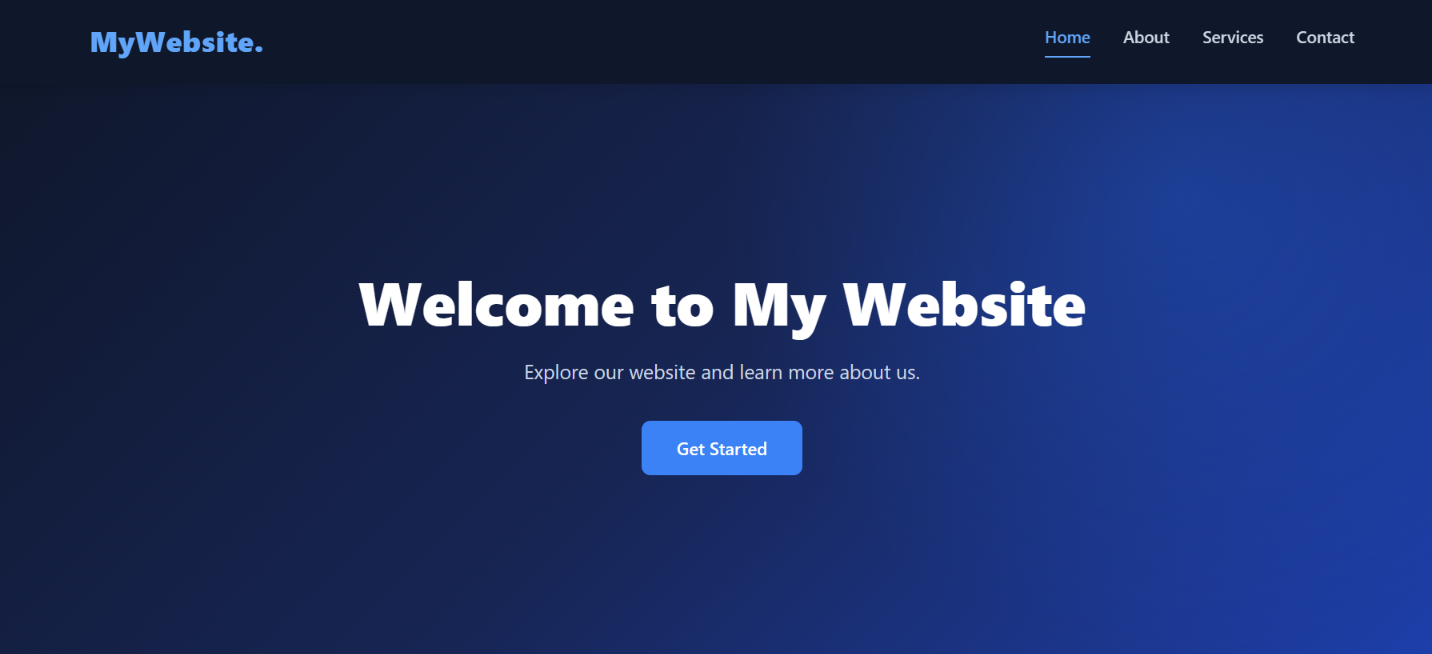 MyWebsite.
Home About Services Contact
Welcome to My Website
Explore our website and learn more about us.
Get Started